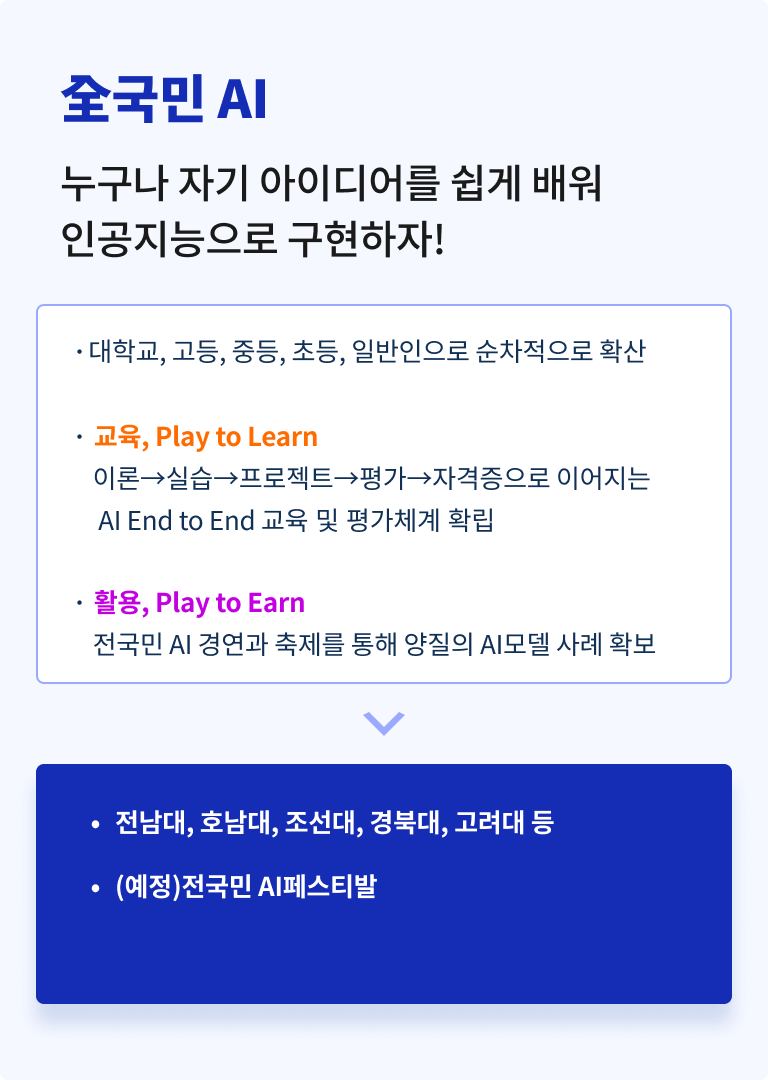 全국민 AI
누구나 자기 아이디어를 쉽게 배워
인공지능으로 구현하자!
· 대학교, 고등, 중등, 초등, 일반인으로 순차적으로 확산
· 교육, Play to Learn
이론→실습→프로젝트→평가→자격증으로 이어지는
AI End to End 교육 및 평가체계 확립
· 활용, Play to Earn
전국민 AI 경연과 축제를 통해 양질의 AI모델 사례 확보
• 전남대, 호남대, 조선대, 경북대, 고려대 등
• (예정)전국민 AI페스티발